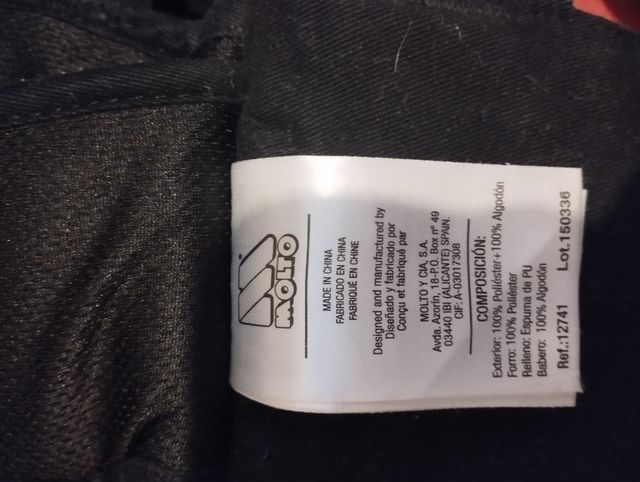 MOLTO
MADE IN CHINA
FABRICADO EN CHINA
FABRIQUÉ EN CHINE
Designed and manufactured by
Diseñado y fabricado por
Conçu et fabriqué par
MOLTO Y CIA, S.A.
Avda. Azorín, 18-P.O. Box nº 49
03440 IBI (ALICANTE) SPAIN.
CIF: A-03017308
COMPOSICIÓN:
Exterior: 100% Poliéster+100% Algodón
Forro: 100% Poliéster
Relleno: Espuma de PU
Babero: 100% Algodón
Ref.:12741 Lot.150336